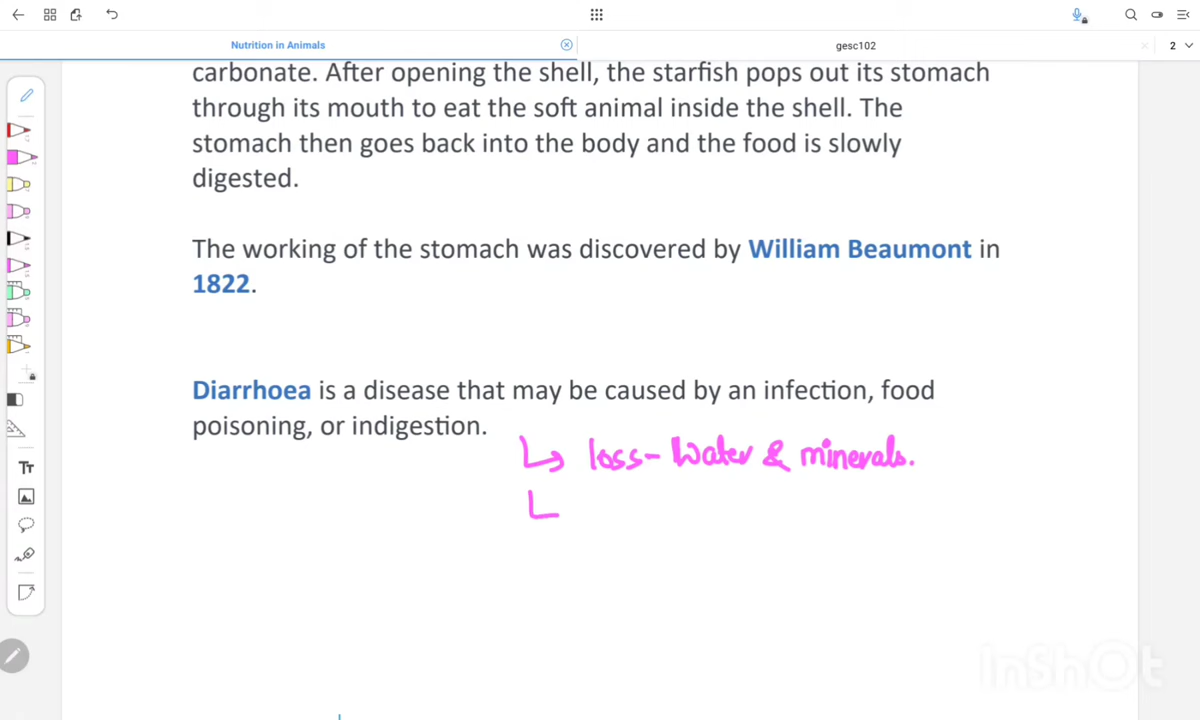 Nutrition in Animals
gesc102
2
carbonate. After opening the shell, the starfish pops out its stomach
through its mouth to eat the soft animal inside the shell. The
stomach then goes back into the body and the food is slowly
digested.
The working of the stomach was discovered by William Beaumont in
1822.
Diarrhoea is a disease that may be caused by an infection, food
poisoning, or indigestion.
↳ loss- Water & minerals.
Tт
InShOt